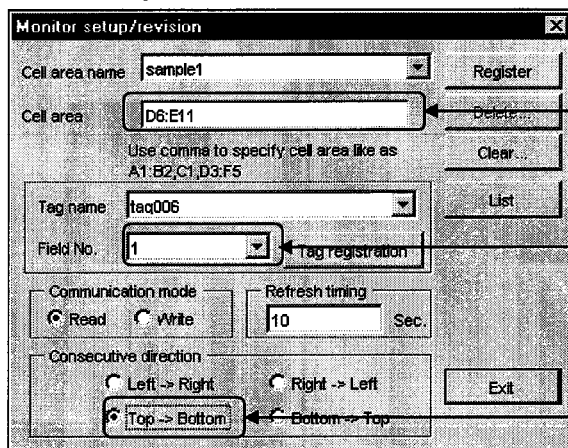 Monitor setup/revision
Cell area name sample1 Register
Cell area D6:E11 Delete...
Use comma to specify cell area like as
A1:B2,C1,D3:F5
Clear...
Tag name tag006 List
Field No. 1 Tag registration
Communication mode Refresh timing
Read Write 10 Sec.
Consecutive direction
Left -> Right Right -> Left Exit
Top -> Bottom Bottom -> Top